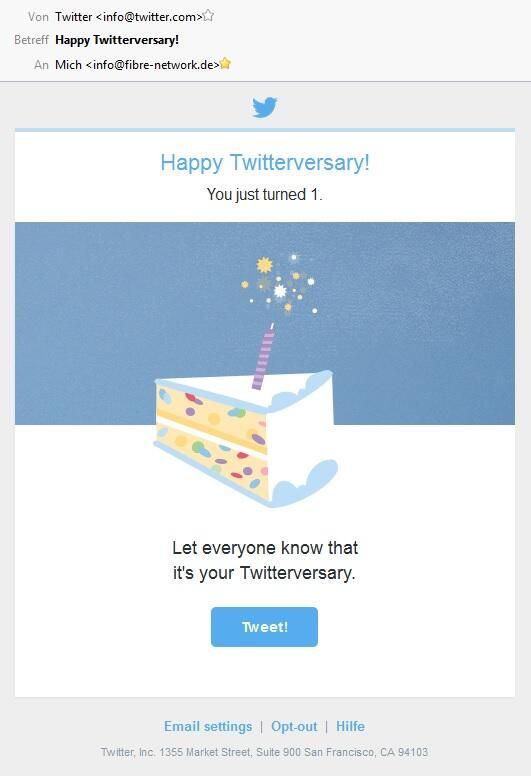 Von Twitter <info@twitter.com>
Betreff Happy Twitterversary!
An Mich <info@fibre-network.de>
Happy Twitterversary!
You just turned 1.
Let everyone know that
it's your Twitterversary.
Tweet!
Email settings | Opt-out | Hilfe
Twitter, Inc. 1355 Market Street, Suite 900 San Francisco, CA 94103